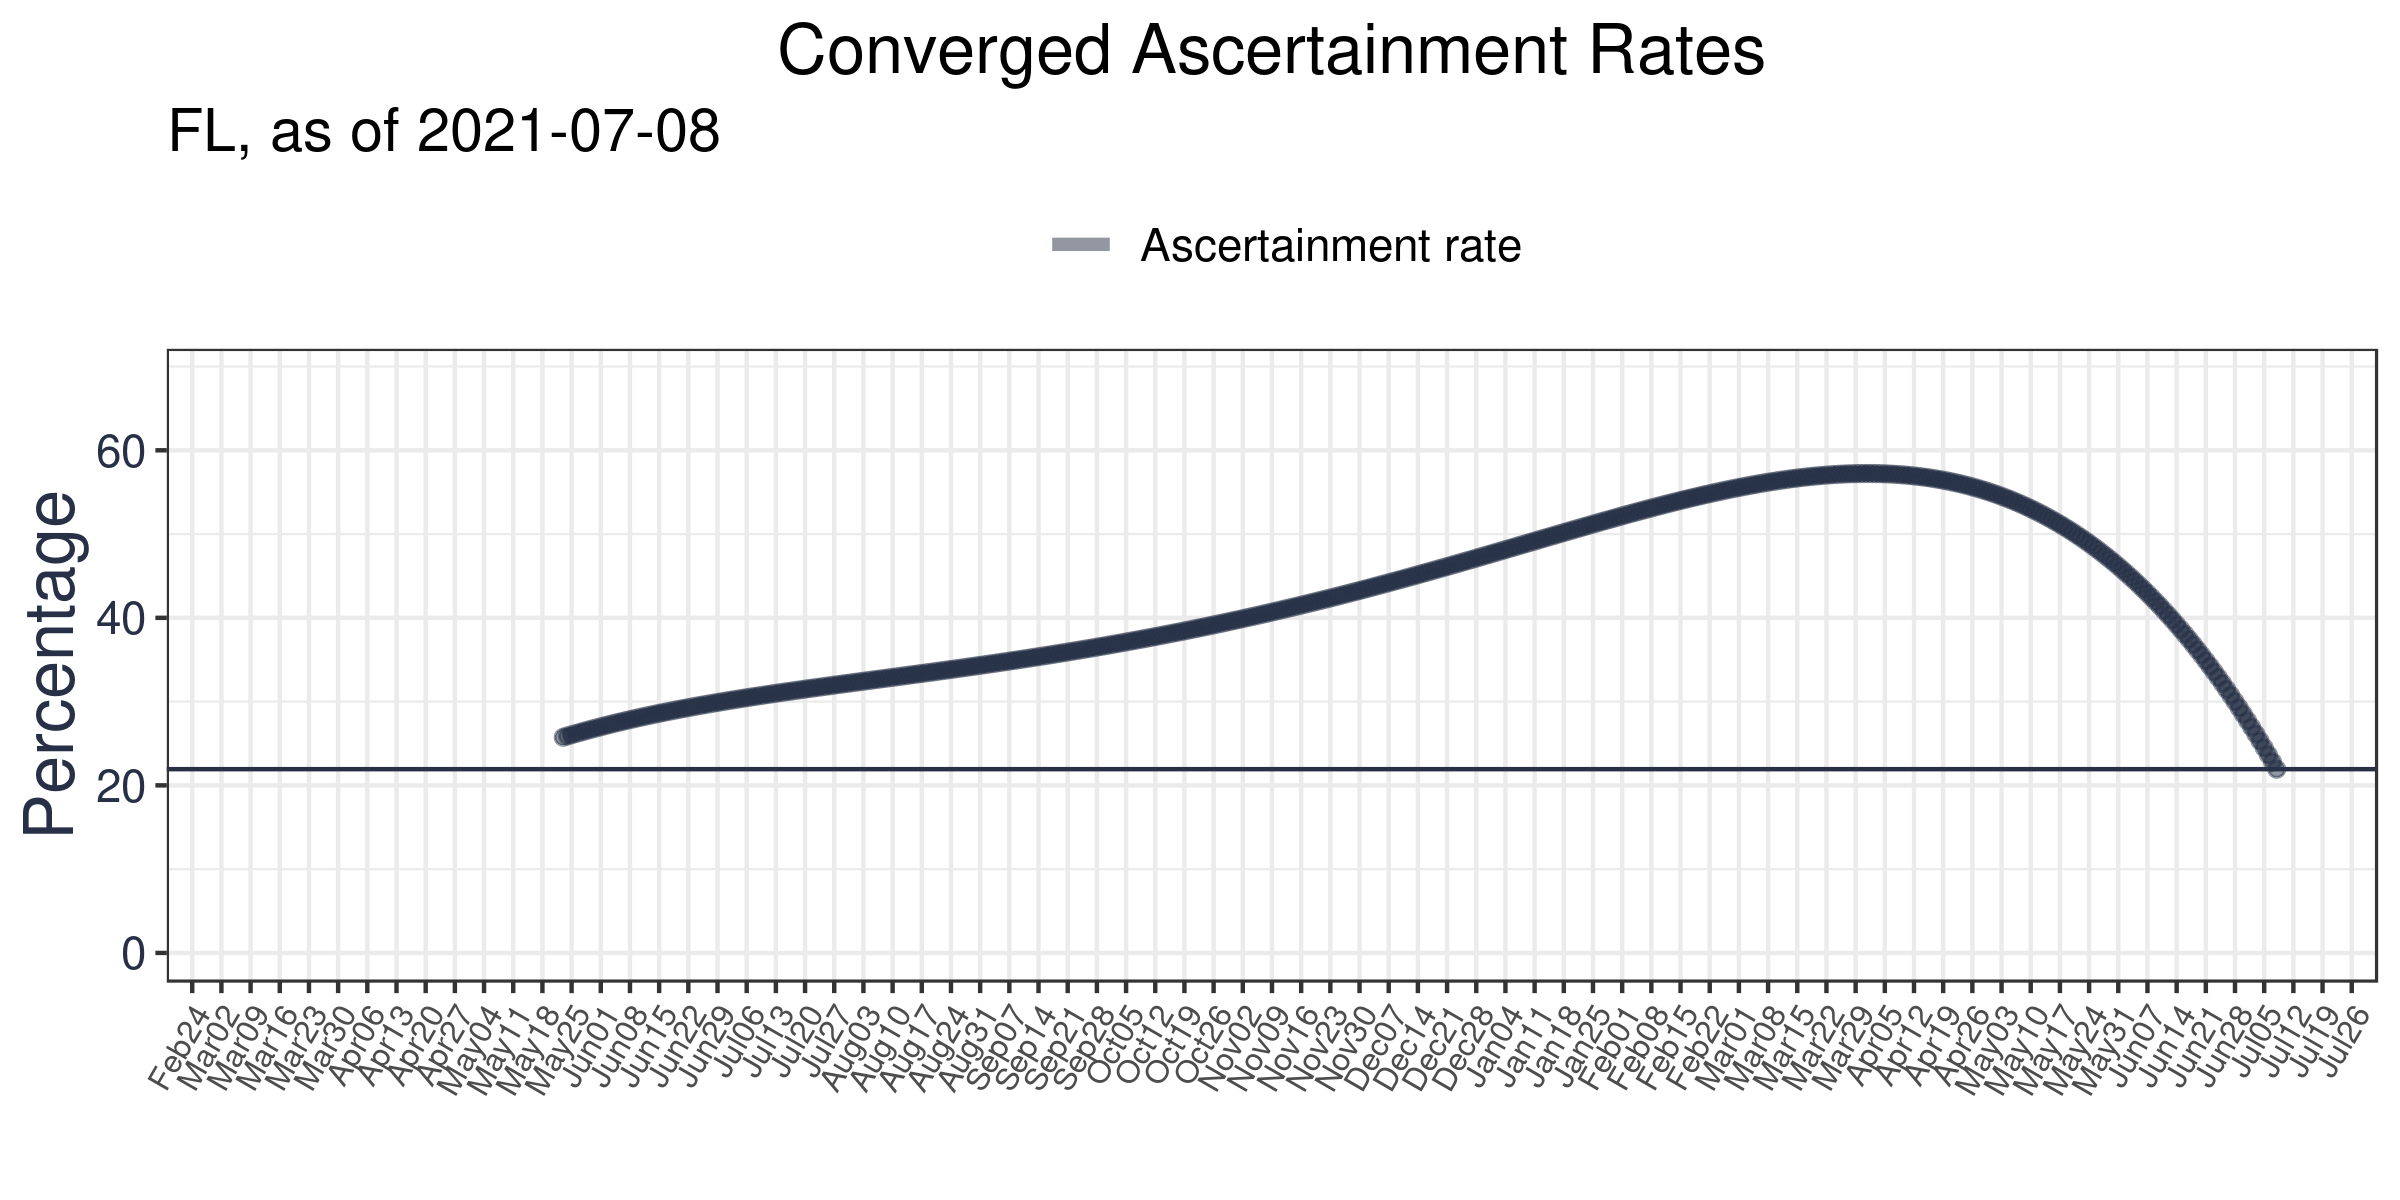 Converged Ascertainment Rates
FL, as of 2021-07-08
Ascertainment rate
Percentage
60
40
20
0
Feb24
Mar02
Mar09
Mar16
Mar23
Mar30
Apr06
Apr13
Apr20
Apr27
May04
May11
May18
May25
Jun01
Jun08
Jun15
Jun22
Jun29
Jul06
Jul13
Jul20
Jul27
Aug03
Aug10
Aug17
Aug24
Aug31
Sep07
Sep14
Sep21
Sep28
Oct05
Oct12
Oct19
Oct26
Nov02
Nov09
Nov16
Nov23
Nov30
Dec07
Dec14
Dec21
Dec28
Jan04
Jan11
Jan18
Jan25
Feb01
Feb08
Feb15
Feb22
Mar01
Mar08
Mar15
Mar22
Mar29
Apr05
Apr12
Apr19
Apr26
May03
May10
May17
May24
May31
Jun07
Jun14
Jun21
Jun28
Jul05
Jul12
Jul19
Jul26